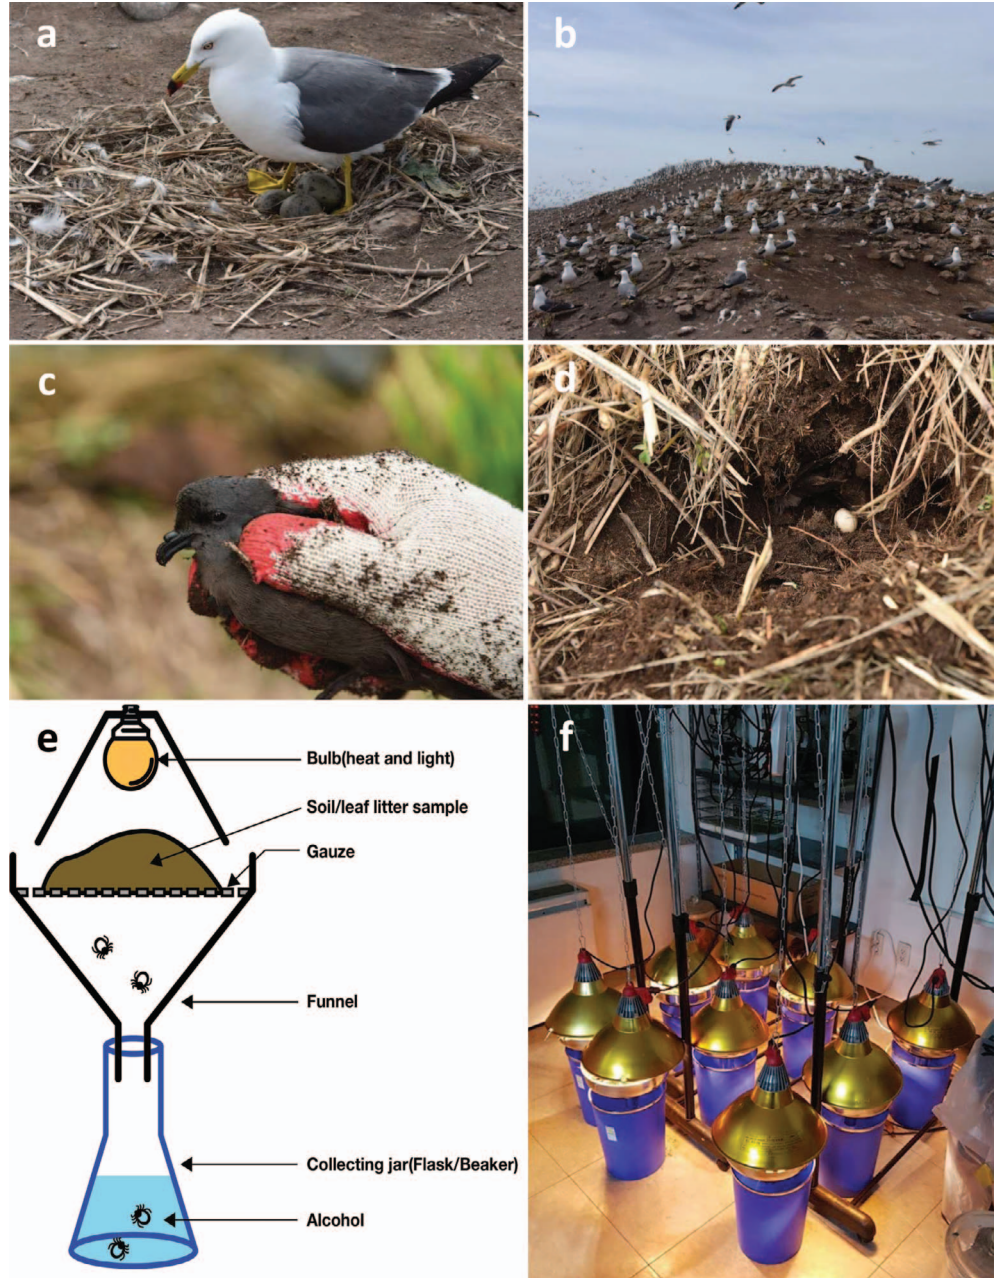 a
b
c
d
e
Bulb(heat and light)
Soil/leaf litter sample
Gauze
Funnel
Collecting jar(Flask/Beaker)
Alcohol
f